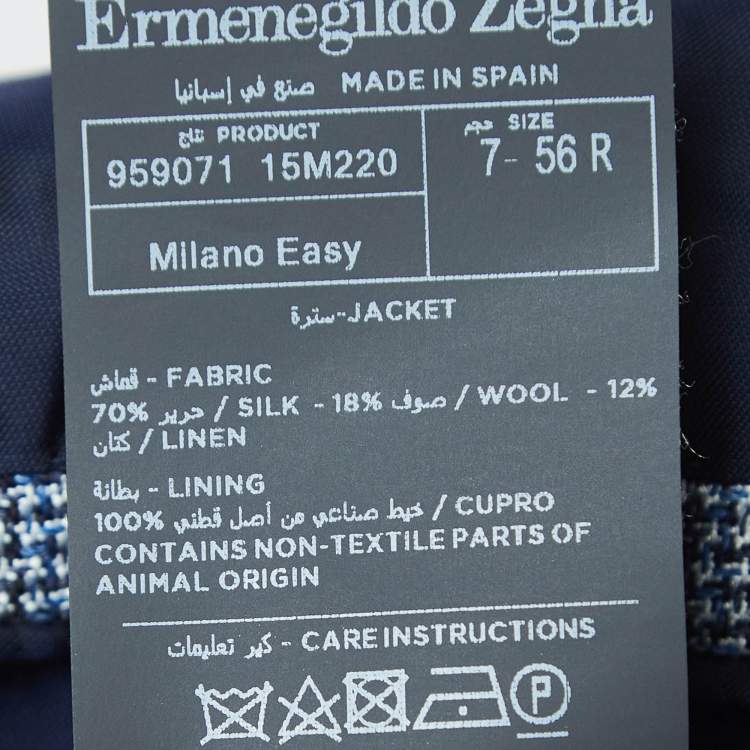 Ermenegildo Zegna
صنع في إسبانيا MADE IN SPAIN
نتاج PRODUCT
959071 15M220
Milano Easy
حجم SIZE
7- 56 R
سترة-JACKET
قماش - FABRIC
70% حرير / SILK - 18% صوف / WOOL - 12%
كتان / LINEN
بطانة - LINING
100% خيط صناعي من أصل قطني / CUPRO
CONTAINS NON-TEXTILE PARTS OF
ANIMAL ORIGIN
كير تعليمات - CARE INSTRUCTIONS
P